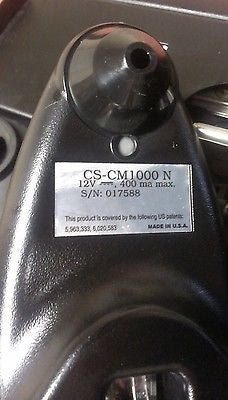 CS-CM1000 N
12V ⎓, 400 ma max.
S/N: 017588
This product is covered by the following US patents:
5,963,333, 6,020,583
MADE IN U.S.A.